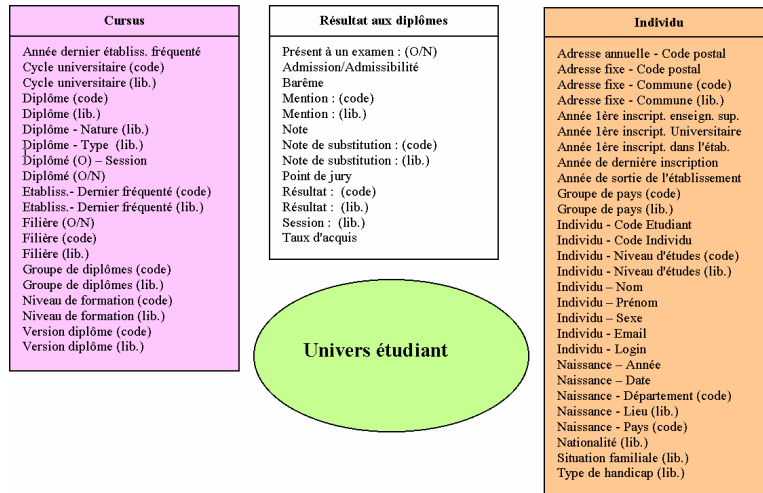 Cursus
Année dernier établiss. fréquenté
Cycle universitaire (code)
Cycle universitaire (lib.)
Diplôme (code)
Diplôme (lib.)
Diplôme - Nature (lib.)
Diplôme - Type (lib.)
Diplômé (O) – Session
Diplômé (O/N)
Etabliss.- Dernier fréquenté (code)
Etabliss.- Dernier fréquenté (lib.)
Filière (O/N)
Filière (code)
Filière (lib.)
Groupe de diplômes (code)
Groupe de diplômes (lib.)
Niveau de formation (code)
Niveau de formation (lib.)
Version diplôme (code)
Version diplôme (lib.)
Résultat aux diplômes
Présent à un examen : (O/N)
Admission/Admissibilité
Barême
Mention : (code)
Mention : (lib.)
Note
Note de substitution : (code)
Note de substitution : (lib.)
Point de jury
Résultat : (code)
Résultat : (lib.)
Session : (lib.)
Taux d'acquis
Univers étudiant
Individu
Adresse annuelle - Code postal
Adresse fixe - Code postal
Adresse fixe - Commune (code)
Adresse fixe - Commune (lib.)
Année 1ère inscript. enseign. sup.
Année 1ère inscript. Universitaire
Année 1ère inscript. dans l'étab.
Année de dernière inscription
Année de sortie de l'établissement
Groupe de pays (code)
Groupe de pays (lib.)
Individu - Code Etudiant
Individu - Code Individu
Individu - Niveau d'études (code)
Individu - Niveau d'études (lib.)
Individu – Nom
Individu – Prénom
Individu – Sexe
Individu - Email
Individu - Login
Naissance – Année
Naissance – Date
Naissance - Département (code)
Naissance - Lieu (lib.)
Naissance - Pays (code)
Nationalité (lib.)
Situation familiale (lib.)
Type de handicap (lib.)